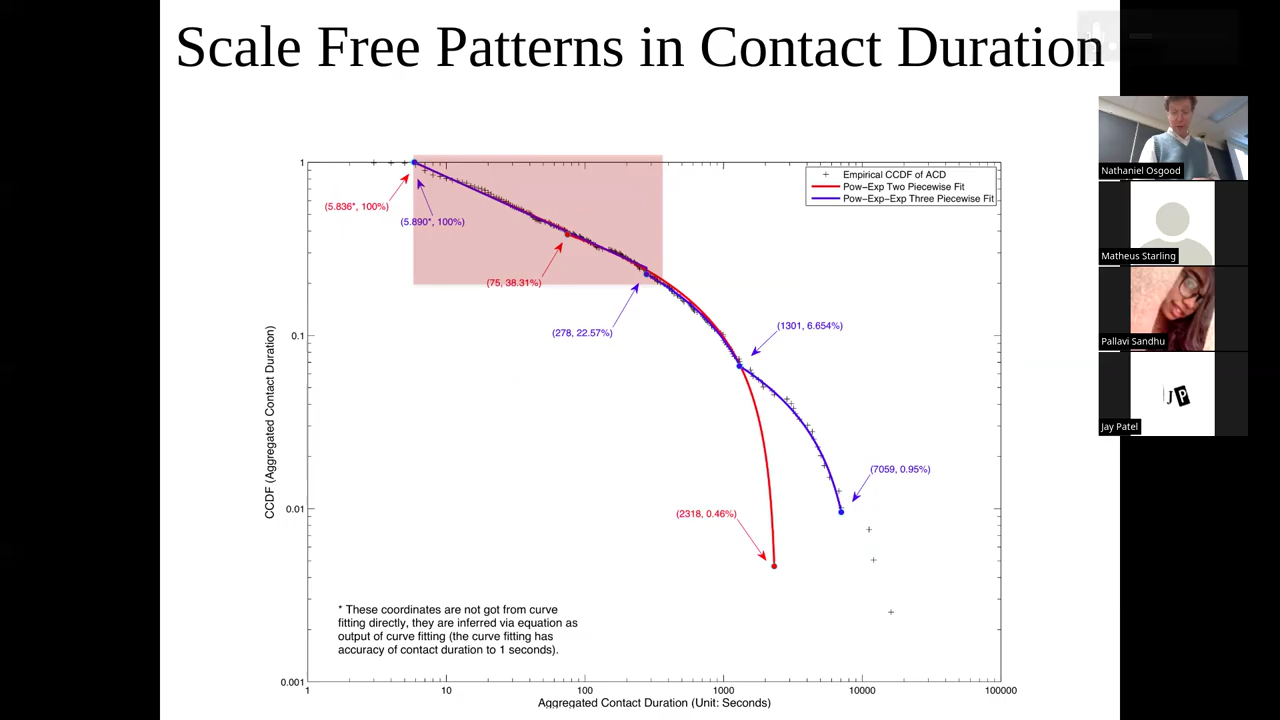 Scale Free Patterns in Contact Duration
Empirical CCDF of ACD
Pow-Exp Two Piecewise Fit
Pow-Exp-Exp Three Piecewise Fit
(5.836*, 100%)
(5.890*, 100%)
(75, 38.31%)
(278, 22.57%)
(1301, 6.654%)
(7059, 0.95%)
(2318, 0.46%)
CCDF (Aggregated Contact Duration)
1
0.1
0.01
0.001
* These coordinates are not got from curve
fitting directly, they are inferred via equation as
output of curve fitting (the curve fitting has
accuracy of contact duration to 1 seconds).
1 10 100 1000 10000 100000
Aggregated Contact Duration (Unit: Seconds)
Nathaniel Osgood
Matheus Starling
Pallavi Sandhu
JP
Jay Patel